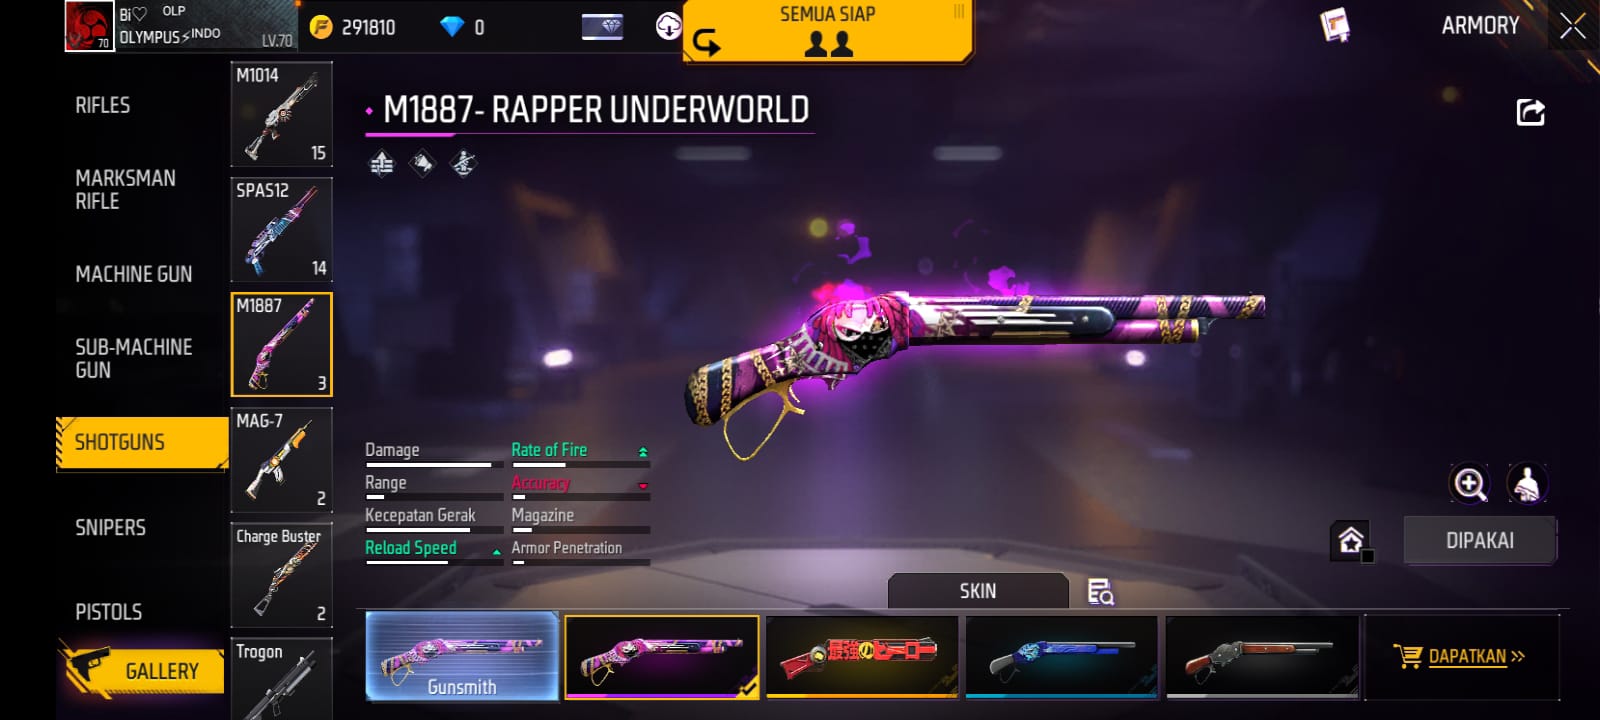 Bi♡ OLP
OLYMPUS⚡INDO
70
LV.70
291810
0
SEMUA SIAP
ARMORY
RIFLES
MARKSMAN
RIFLE
MACHINE GUN
SUB-MACHINE
GUN
SHOTGUNS
SNIPERS
PISTOLS
GALLERY
M1014
15
SPAS12
14
M1887
3
MAG-7
2
Charge Buster
2
Trogon
M1887- RAPPER UNDERWORLD
Damage
Rate of Fire
Range
Accuracy
Kecepatan Gerak
Magazine
Reload Speed
Armor Penetration
DIPAKAI
SKIN
Gunsmith
最強
DAPATKAN >>